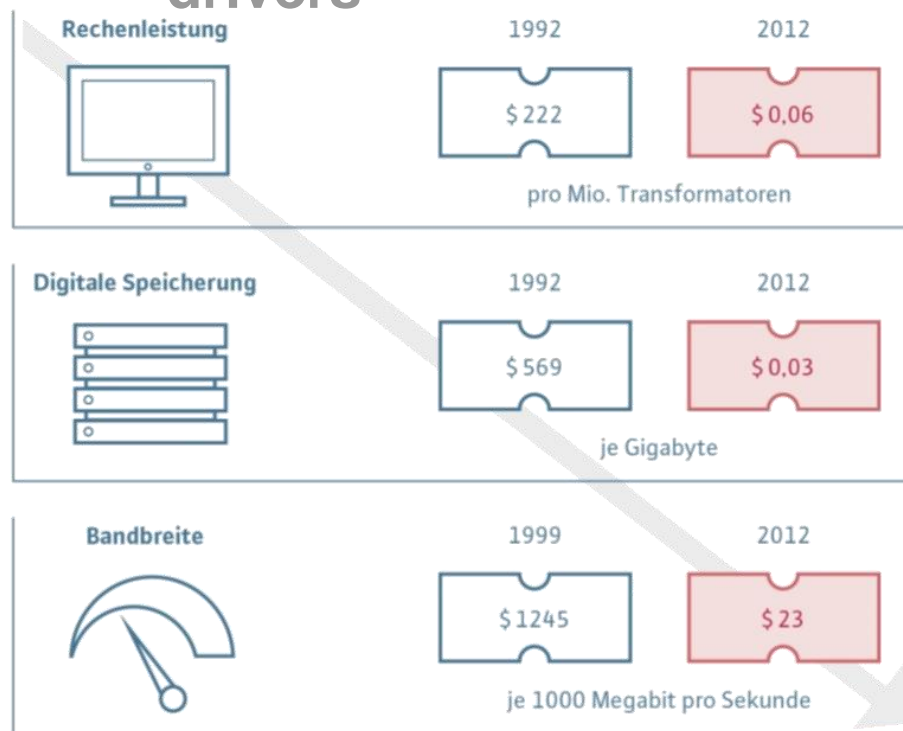 drivers
Rechenleistung 1992 2012
$ 222 $ 0,06
pro Mio. Transformatoren
Digitale Speicherung 1992 2012
$ 569 $ 0,03
je Gigabyte
Bandbreite 1999 2012
$ 1245 $ 23
je 1000 Megabit pro Sekunde